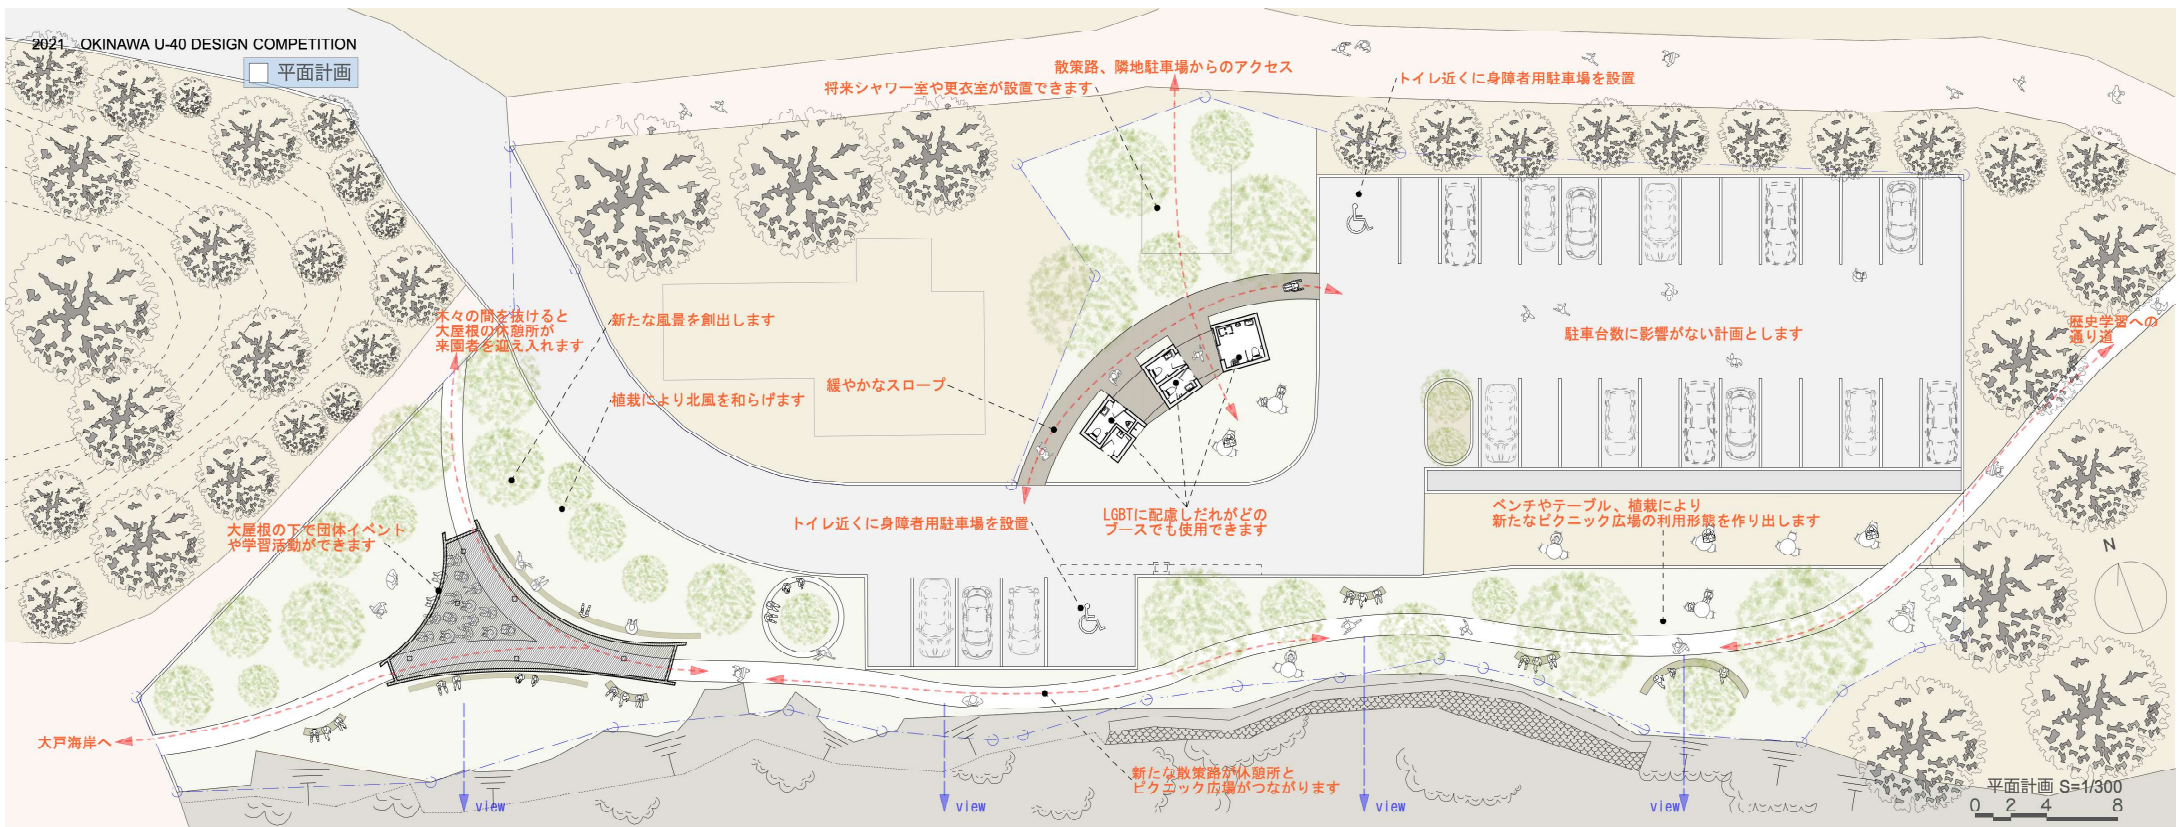 2021 OKINAWA U-40 DESIGN COMPETITION
平面計画
散策路、隣地駐車場からのアクセス
将来シャワー室や更衣室が設置できます
トイレ近くに身障者用駐車場を設置
木々の間を抜けると
大屋根の休憩所が
来園者を迎え入れます
新たな風景を創出します
植栽により北風を和らげます
緩やかなスロープ
駐車台数に影響がない計画とします
歴史学習への
通り道
大屋根の下で団体イベント
や学習活動ができます
トイレ近くに身障者用駐車場を設置
LGBTに配慮しだれがどの
ブースでも使用できます
ベンチやテーブル、植栽により
新たなピクニック広場の利用形態を作り出します
N
大戸海岸へ
新たな散策路が休憩所と
ピクニック広場がつながります
view
view
view
view
平面計画 S=1/300
0 2 4 8